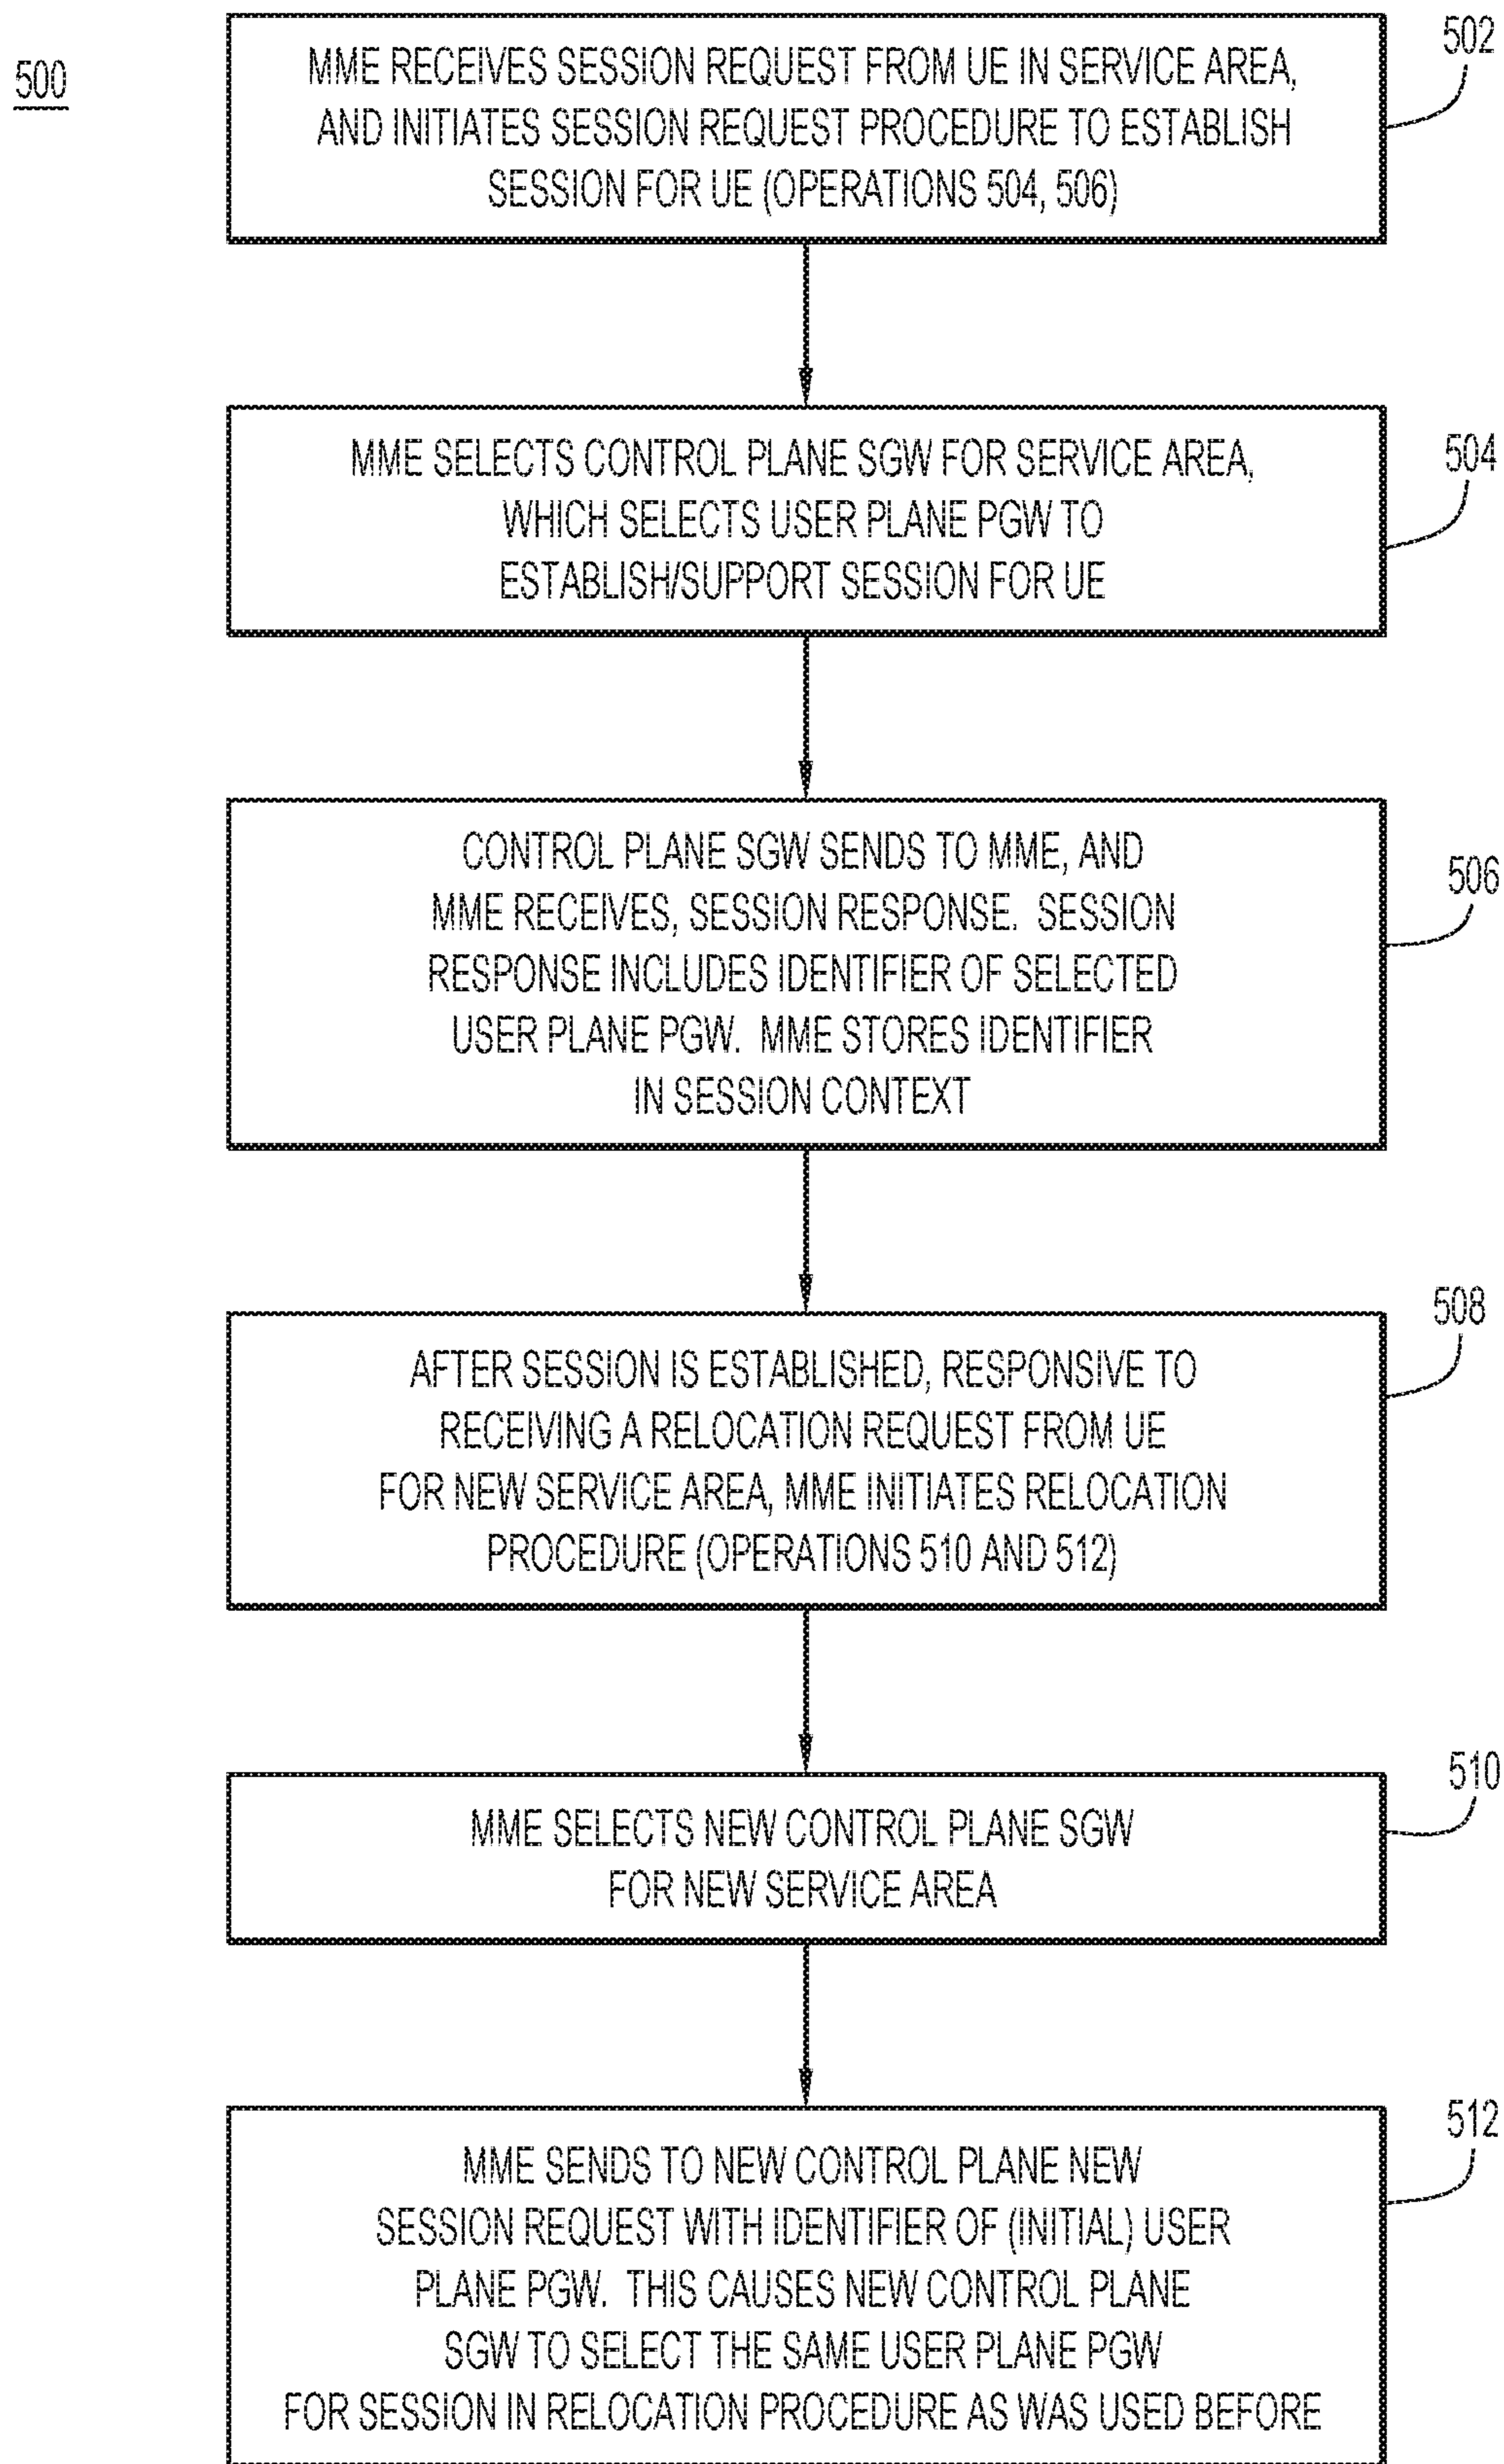 500
502
MME RECEIVES SESSION REQUEST FROM UE IN SERVICE AREA,
AND INITIATES SESSION REQUEST PROCEDURE TO ESTABLISH
SESSION FOR UE (OPERATIONS 504, 506)
504
MME SELECTS CONTROL PLANE SGW FOR SERVICE AREA,
WHICH SELECTS USER PLANE PGW TO
ESTABLISH/SUPPORT SESSION FOR UE
506
CONTROL PLANE SGW SENDS TO MME, AND
MME RECEIVES, SESSION RESPONSE. SESSION
RESPONSE INCLUDES IDENTIFIER OF SELECTED
USER PLANE PGW. MME STORES IDENTIFIER
IN SESSION CONTEXT
508
AFTER SESSION IS ESTABLISHED, RESPONSIVE TO
RECEIVING A RELOCATION REQUEST FROM UE
FOR NEW SERVICE AREA, MME INITIATES RELOCATION
PROCEDURE (OPERATIONS 510 AND 512)
510
MME SELECTS NEW CONTROL PLANE SGW
FOR NEW SERVICE AREA
512
MME SENDS TO NEW CONTROL PLANE NEW
SESSION REQUEST WITH IDENTIFIER OF (INITIAL) USER
PLANE PGW. THIS CAUSES NEW CONTROL PLANE
SGW TO SELECT THE SAME USER PLANE PGW
FOR SESSION IN RELOCATION PROCEDURE AS WAS USED BEFORE